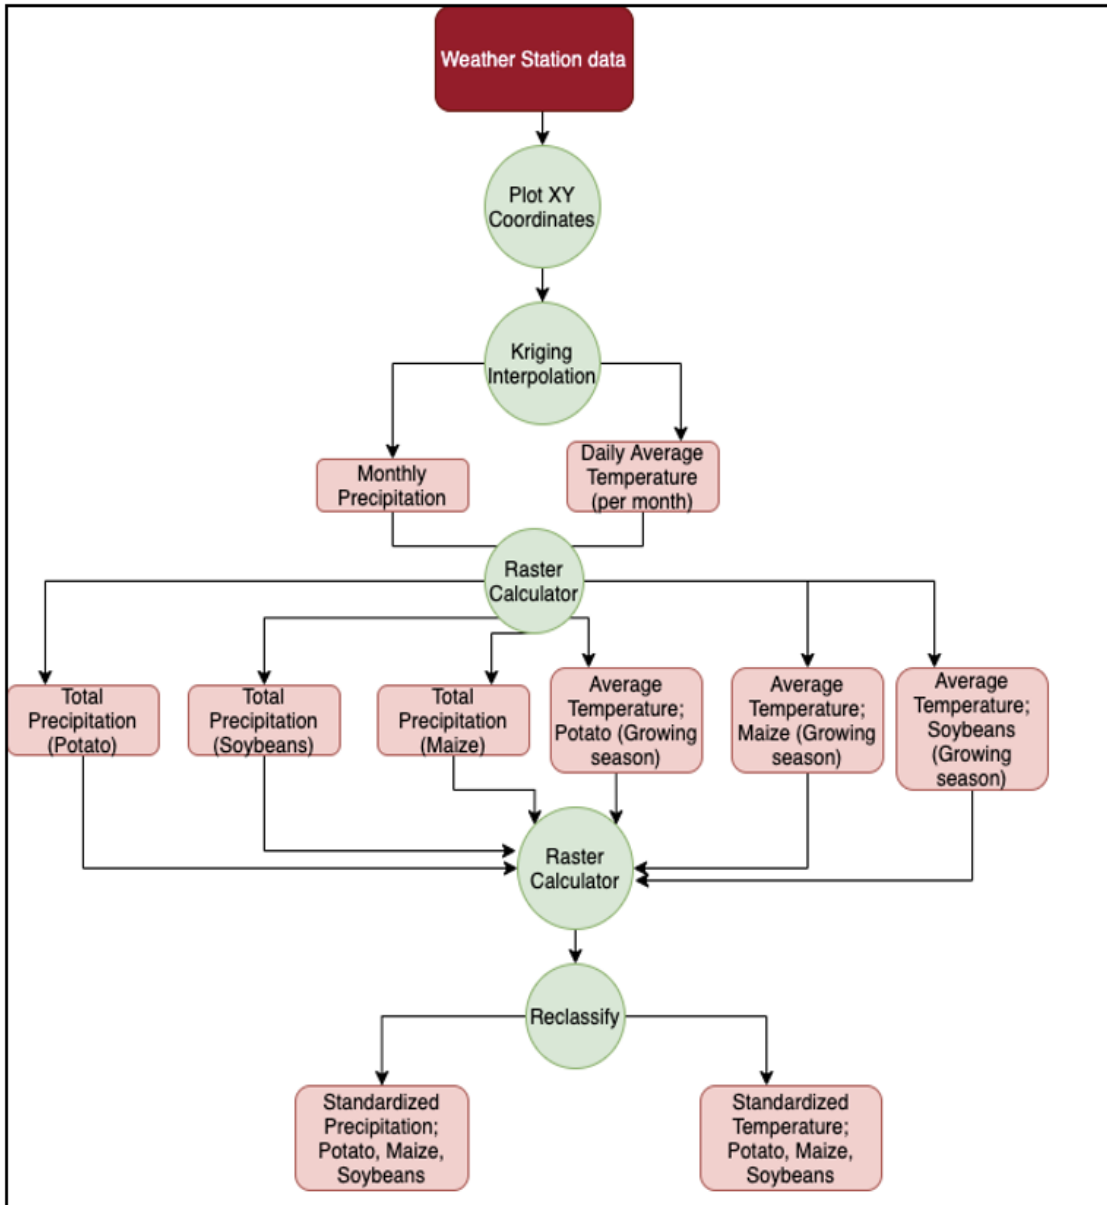 Weather Station data
Plot XY
Coordinates
Kriging
Interpolation
Monthly
Precipitation
Daily Average
Temperature
(per month)
Raster
Calculator
Total
Precipitation
(Potato)
Total
Precipitation
(Soybeans)
Total
Precipitation
(Maize)
Average
Temperature;
Potato (Growing
season)
Average
Temperature;
Maize (Growing
season)
Average
Temperature;
Soybeans
(Growing
season)
Raster
Calculator
Reclassify
Standardized
Precipitation;
Potato, Maize,
Soybeans
Standardized
Temperature;
Potato, Maize,
Soybeans